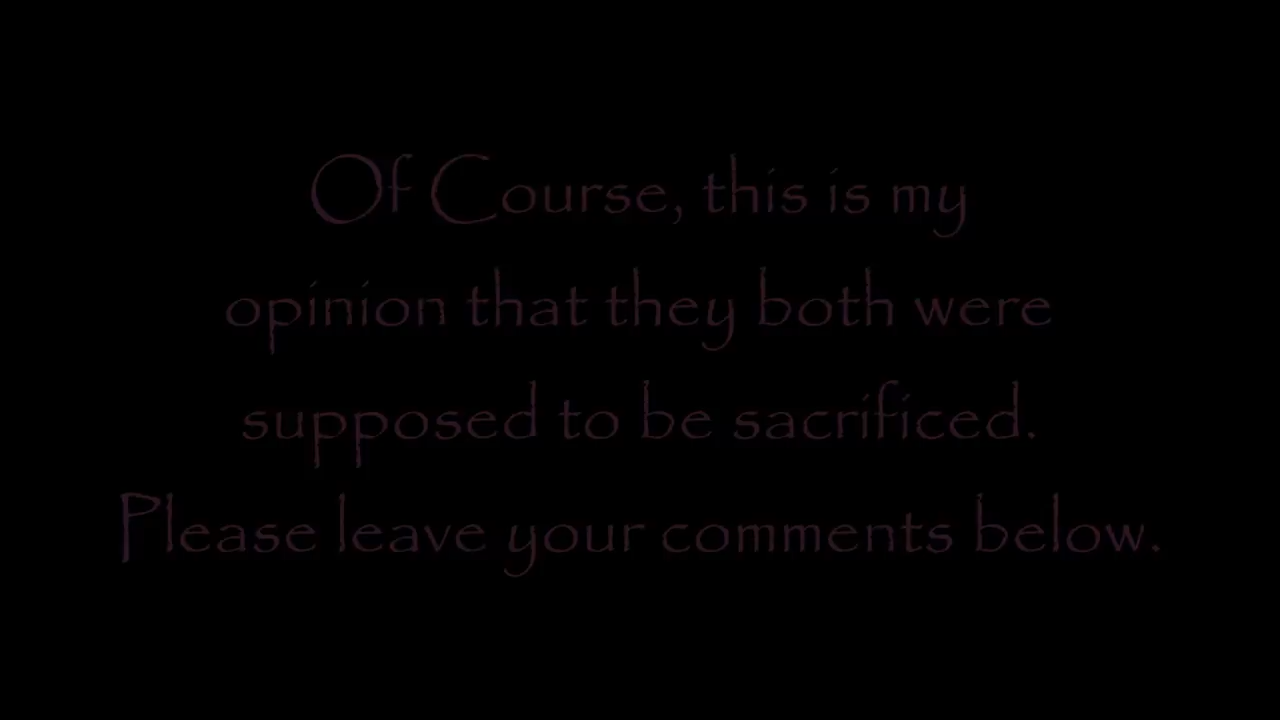 Of Course, this is my
opinion that they both were
supposed to be sacrificed.
Please leave your comments below.